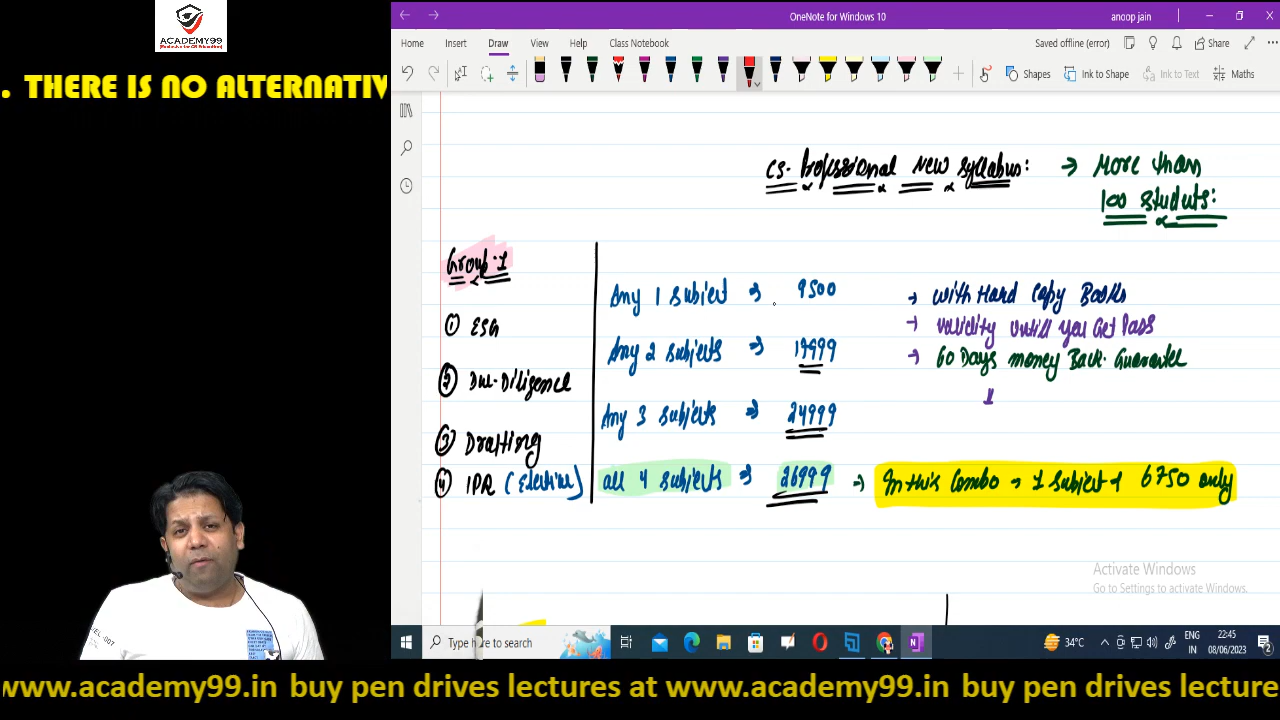 ACADEMY99
. THERE IS NO ALTERNATIV
OneNote for Windows 10
anoop jain
Home Insert Draw View Help Class Notebook
Saved offline (error)
Share
Shapes
Ink to Shape
Ink to Text
Maths
CS- Professional New Syllabus: → More than
100 Students:
Group-1
① ESG
② Due-Diligence
③ Drafting
④ IPR (Elective)
Any 1 Subject ⇒ 9500
Any 2 Subjects ⇒ 19999
Any 3 Subjects ⇒ 24999
all 4 Subjects ⇒ 26999
→ With Hard Copy Books
→ Validity Untill You Get Pass
→ 60 Days Money Back Guarantee
→ In this Combo → 1 Subject 6750 only
Activate Windows
Go to Settings to activate Windows.
Type here to search
34°C
ENG
IN
22:45
08/06/2023
www.academy99.in buy pen drives lectures at www.academy99.in buy pen drives lecture